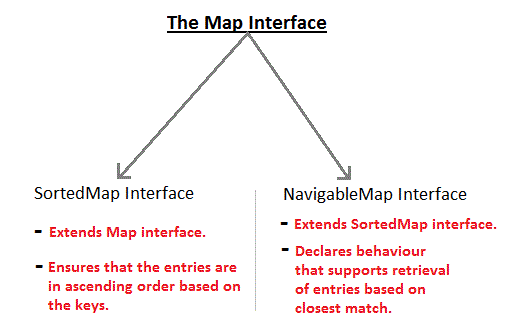 The Map Interface
SortedMap Interface
- Extends Map interface.
- Ensures that the entries are
in ascending order based on
the keys.
NavigableMap Interface
- Extends SortedMap interface.
- Declares behaviour
that supports retrieval
of entries based on
closest match.